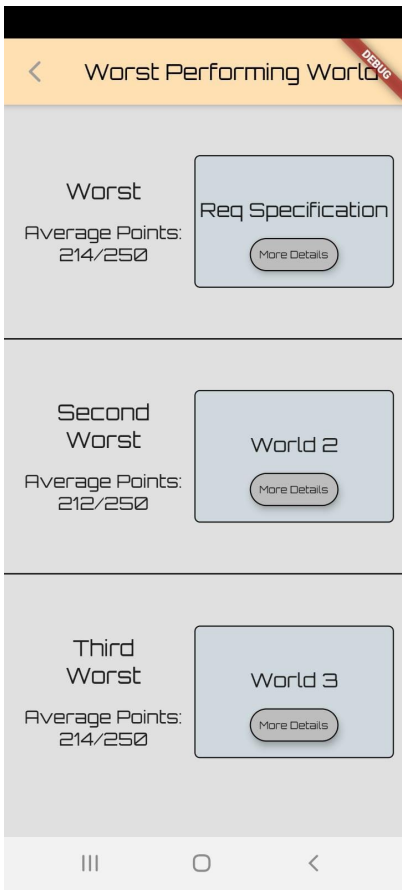 Worst Performing World
DEBUG
Worst
Average Points:
214/250
Req Specification
More Details
Second
Worst
Average Points:
212/250
World 2
More Details
Third
Worst
Average Points:
214/250
World 3
More Details